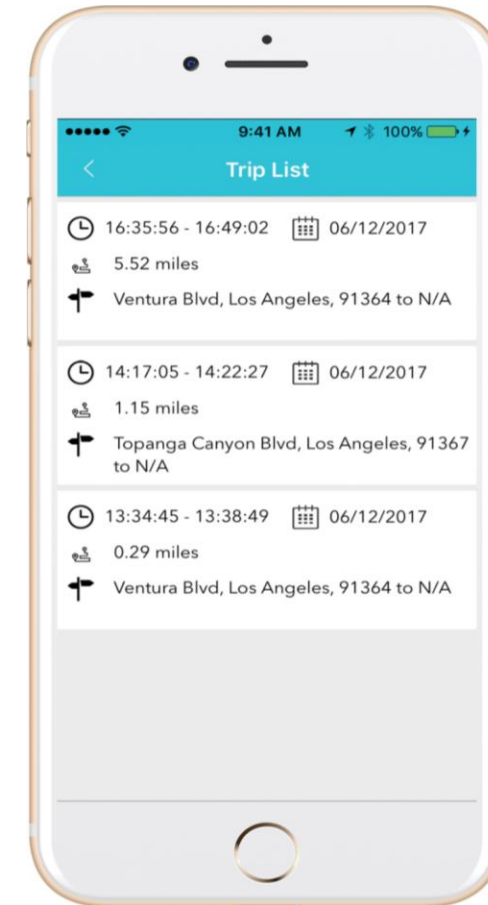 9:41 AM 100%
Trip List
16:35:56 - 16:49:02 06/12/2017
5.52 miles
Ventura Blvd, Los Angeles, 91364 to N/A
14:17:05 - 14:22:27 06/12/2017
1.15 miles
Topanga Canyon Blvd, Los Angeles, 91367
to N/A
13:34:45 - 13:38:49 06/12/2017
0.29 miles
Ventura Blvd, Los Angeles, 91364 to N/A